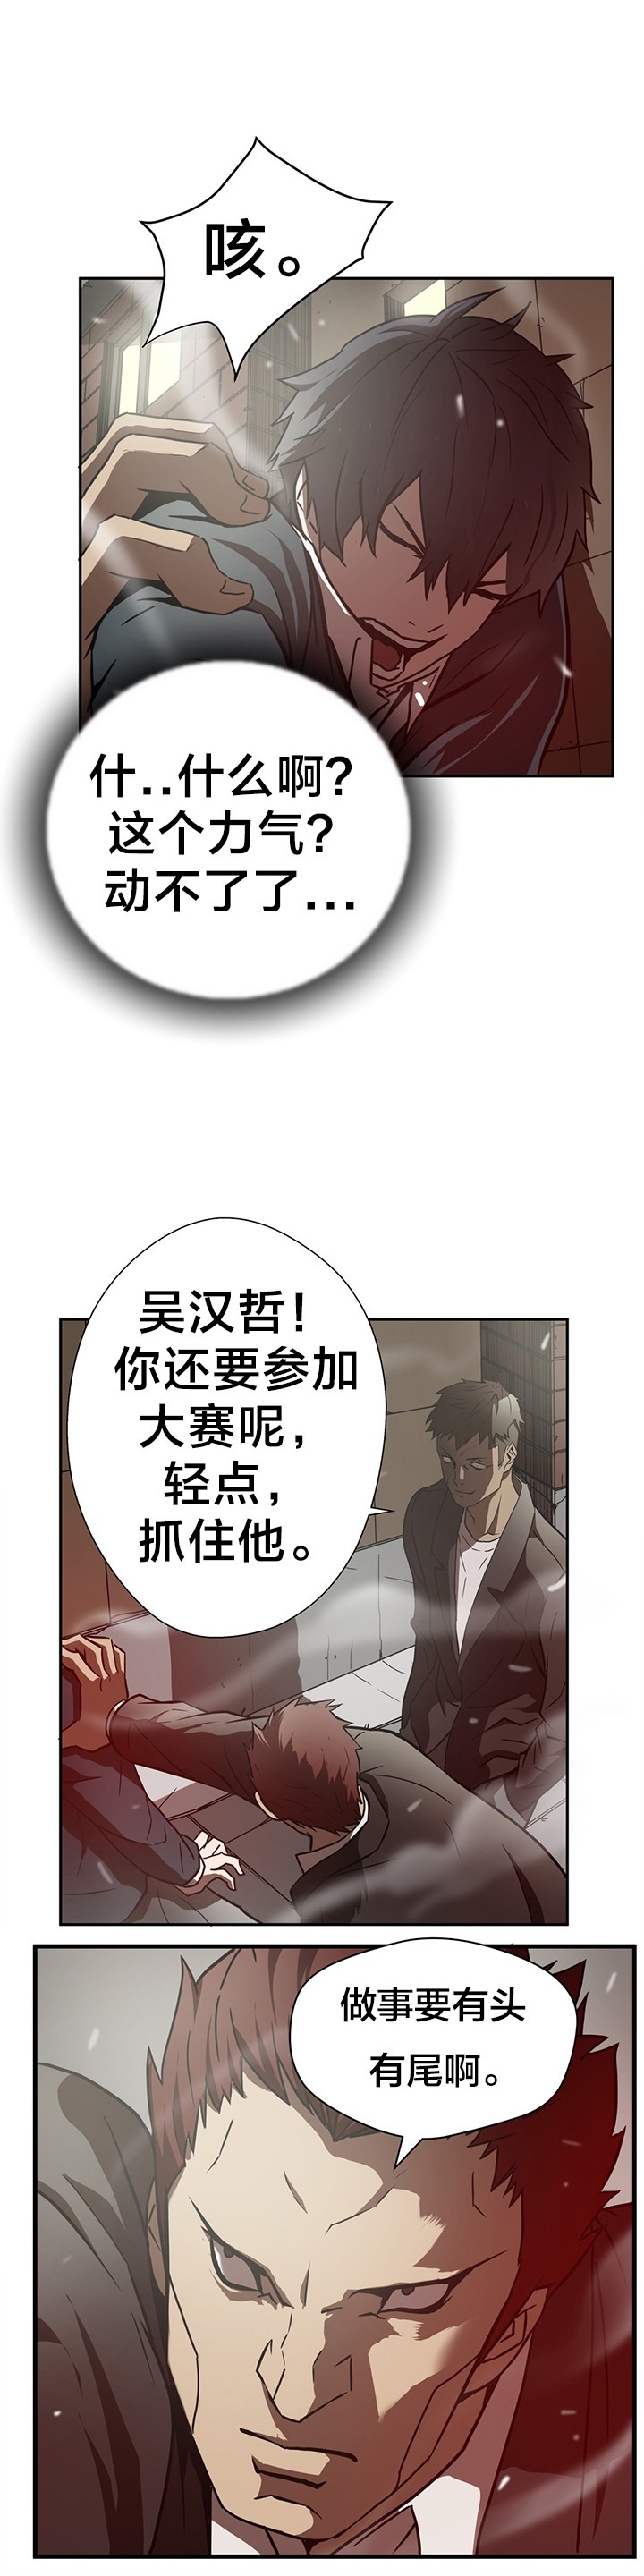 咳。
什..什么啊？
这个力气？
动不了了...
吴汉哲！
你还要参加
大赛呢，
轻点，
抓住他。
做事要有头
有尾啊。